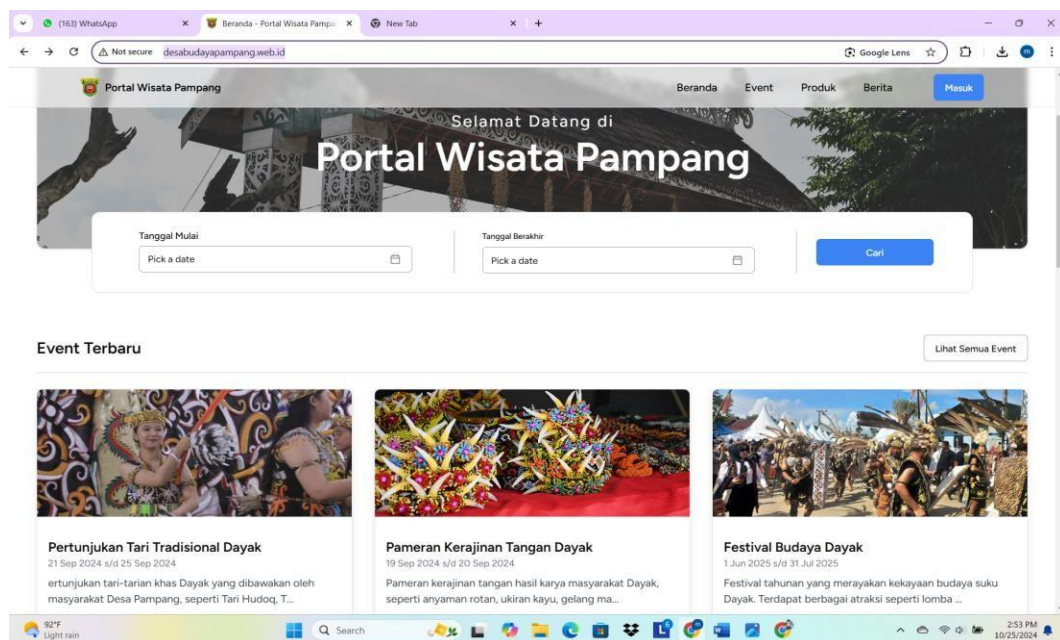 (163) WhatsApp
Beranda - Portal Wisata Pampa
New Tab
Not secure desabudayapampang.web.id
Google Lens
m
Portal Wisata Pampang
Beranda Event Produk Berita Masuk
Selamat Datang di
Portal Wisata Pampang
Tanggal Mulai Tanggal Berakhir
Pick a date Pick a date Cari
Event Terbaru Lihat Semua Event
Pertunjukan Tari Tradisional Dayak
21 Sep 2024 s/d 25 Sep 2024
ertunjukan tari-tarian khas Dayak yang dibawakan oleh
masyarakat Desa Pampang, seperti Tari Hudoq, T...
Pameran Kerajinan Tangan Dayak
19 Sep 2024 s/d 20 Sep 2024
Pameran kerajinan tangan hasil karya masyarakat Dayak,
seperti anyaman rotan, ukiran kayu, gelang ma...
Festival Budaya Dayak
1 Jun 2025 s/d 31 Jul 2025
Festival tahunan yang merayakan kekayaan budaya suku
Dayak. Terdapat berbagai atraksi seperti lomba ...
92°F
Light rain
Search
2:53 PM
10/25/2024